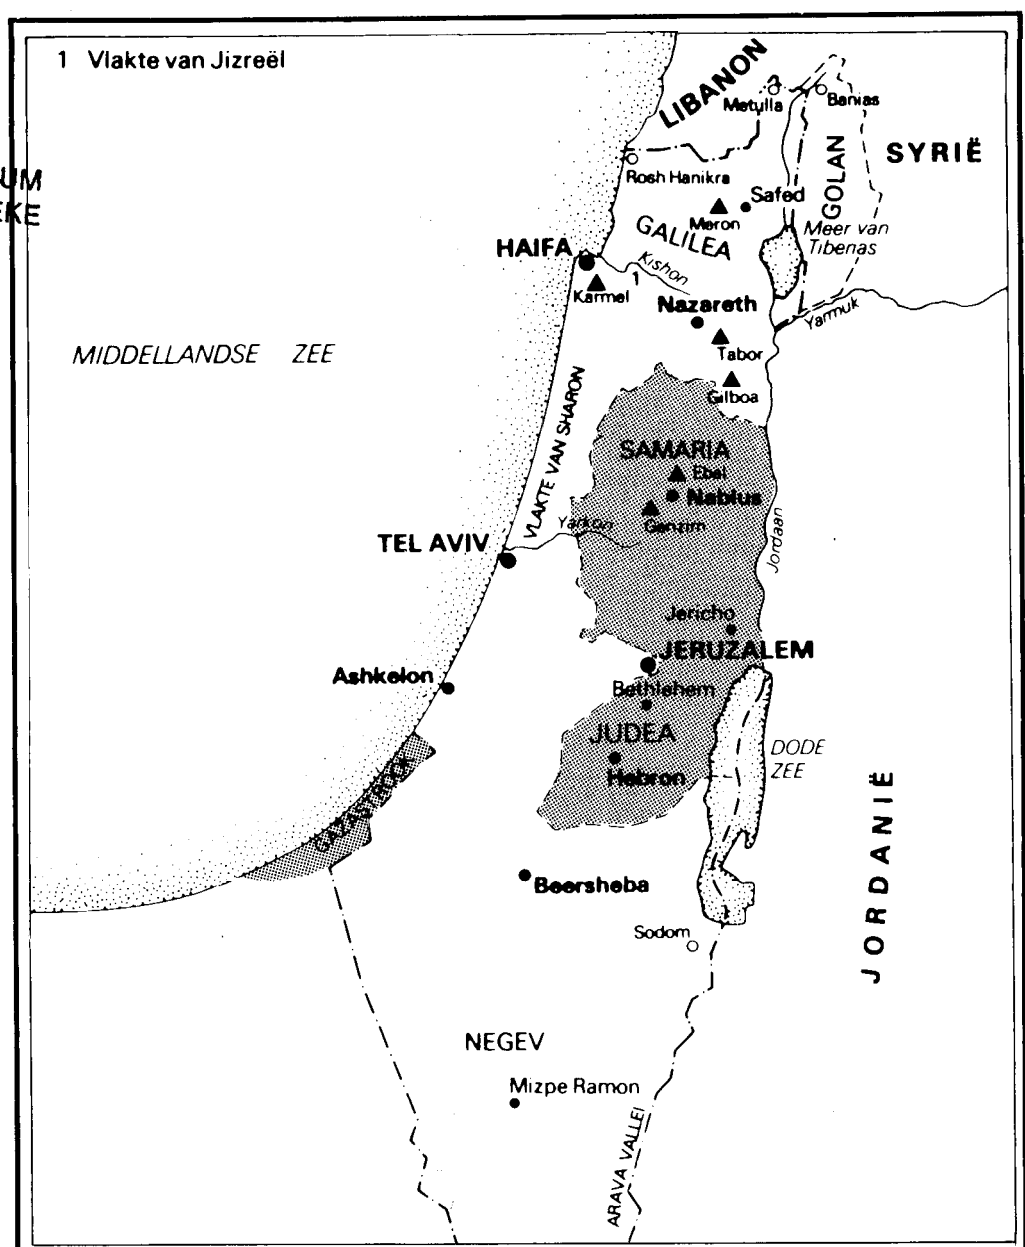 1 Vlakte van Jizreël
LIBANON
Metulla
Banias
SYRIË
GOLAN
UM
EKE
Rosh Hanikra
Safed
Meron
GALILEA
Meer van
Tiberias
HAIFA
Kishon
1
Karmel
Nazareth
Yarmuk
MIDDELLANDSE ZEE
Tabor
Gilboa
VLAKTE VAN SHARON
SAMARIA
Ebal
Nablus
Gerizim
Yarkon
Jordaan
TEL AVIV
Jericho
JERUZALEM
Ashkelon
Bethlehem
JUDEA
DODE
ZEE
Hebron
GAZASTROOK
JORDANIË
Beersheba
Sodom
NEGEV
Mizpe Ramon
ARAVA VALLEI